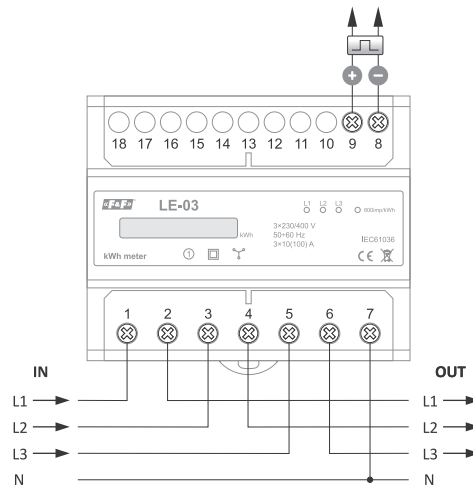 + −
18 17 16 15 14 13 12 11 10 9 8
F&F LE-03
L1 L2 L3 800imp/kWh
kWh
3×230/400 V
50÷60 Hz
3×10(100) A
IEC61036
kWh meter 1 CE
1 2 3 4 5 6 7
IN OUT
L1 L1
L2 L2
L3 L3
N N